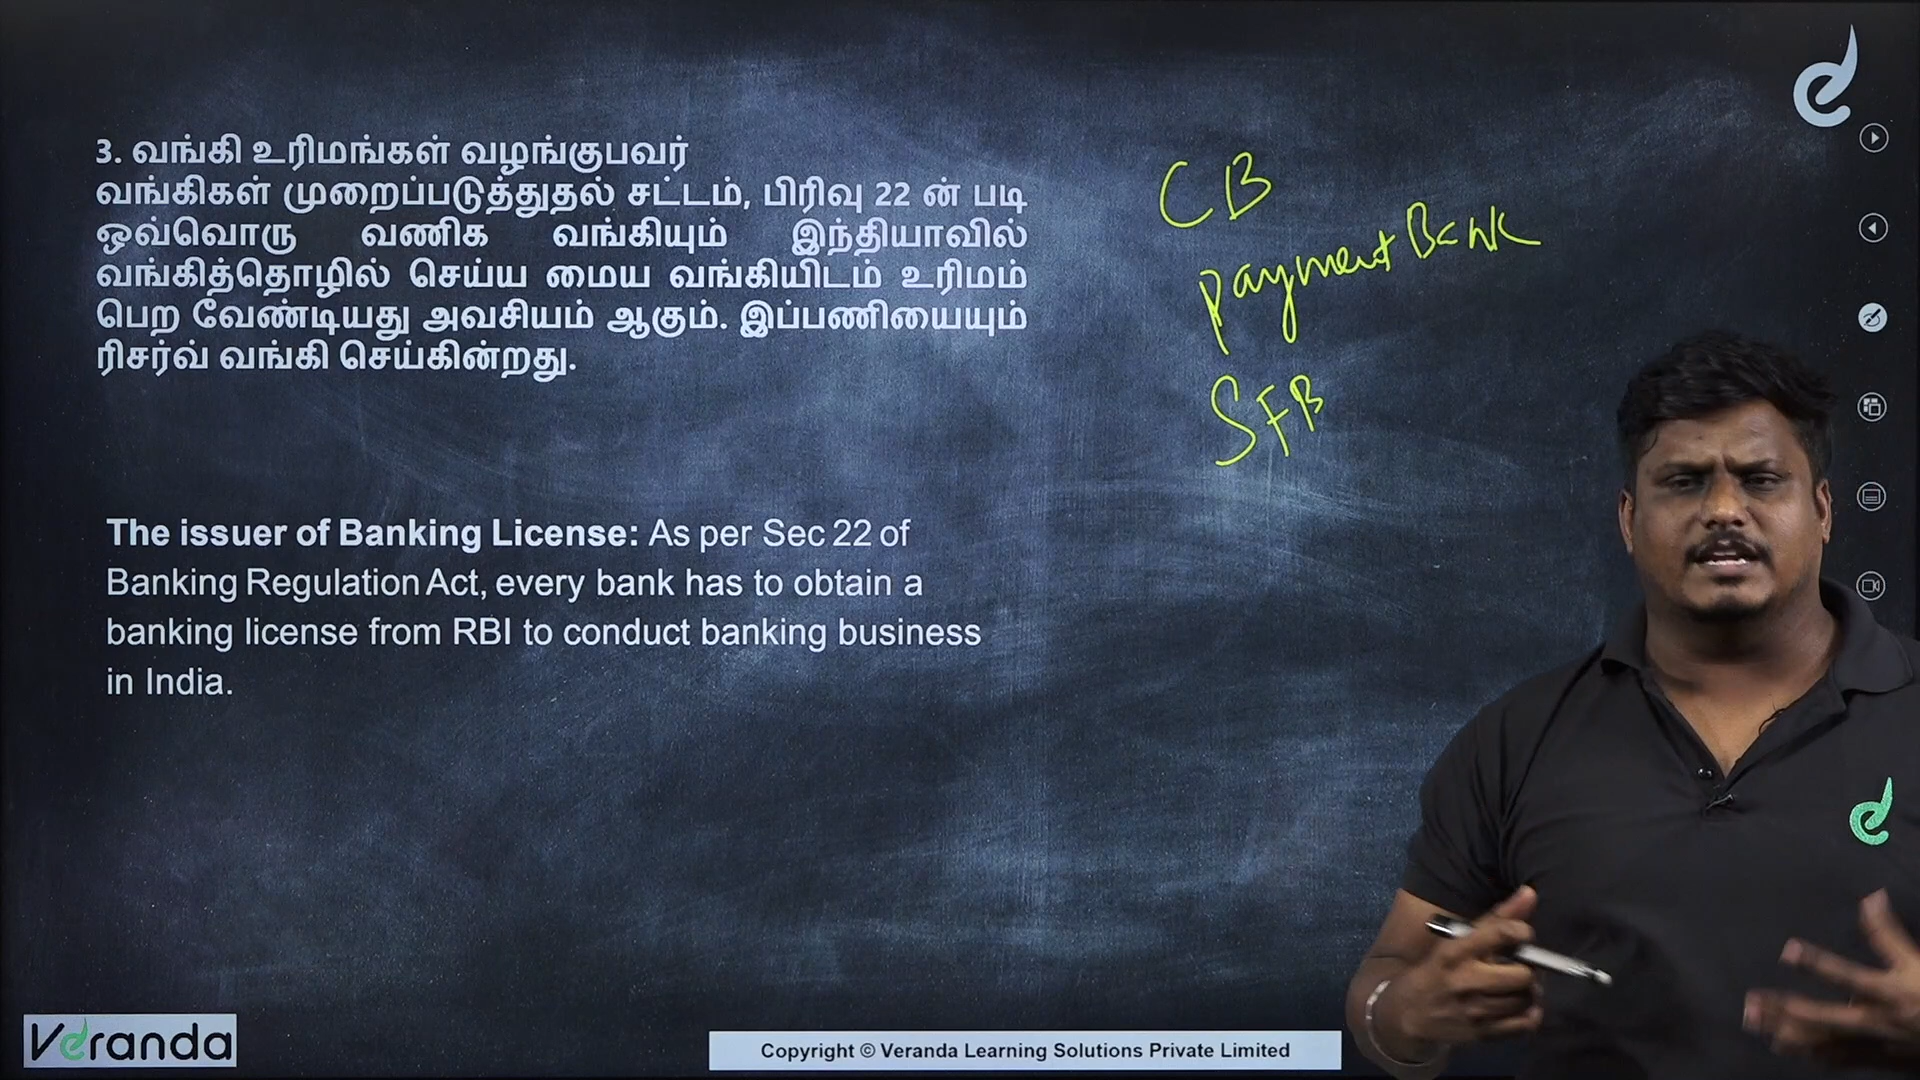 3. வங்கி உரிமங்கள் வழங்குபவர்
வங்கிகள் முறைப்படுத்துதல் சட்டம், பிரிவு 22 ன் படி
ஒவ்வொரு வணிக வங்கியும் இந்தியாவில்
வங்கித்தொழில் செய்ய மைய வங்கியிடம் உரிமம்
பெற வேண்டியது அவசியம் ஆகும். இப்பணியையும்
ரிசர்வ் வங்கி செய்கின்றது.
The issuer of Banking License: As per Sec 22 of
Banking Regulation Act, every bank has to obtain a
banking license from RBI to conduct banking business
in India.
CB
Payment Bank
SFB
Veranda
Copyright © Veranda Learning Solutions Private Limited